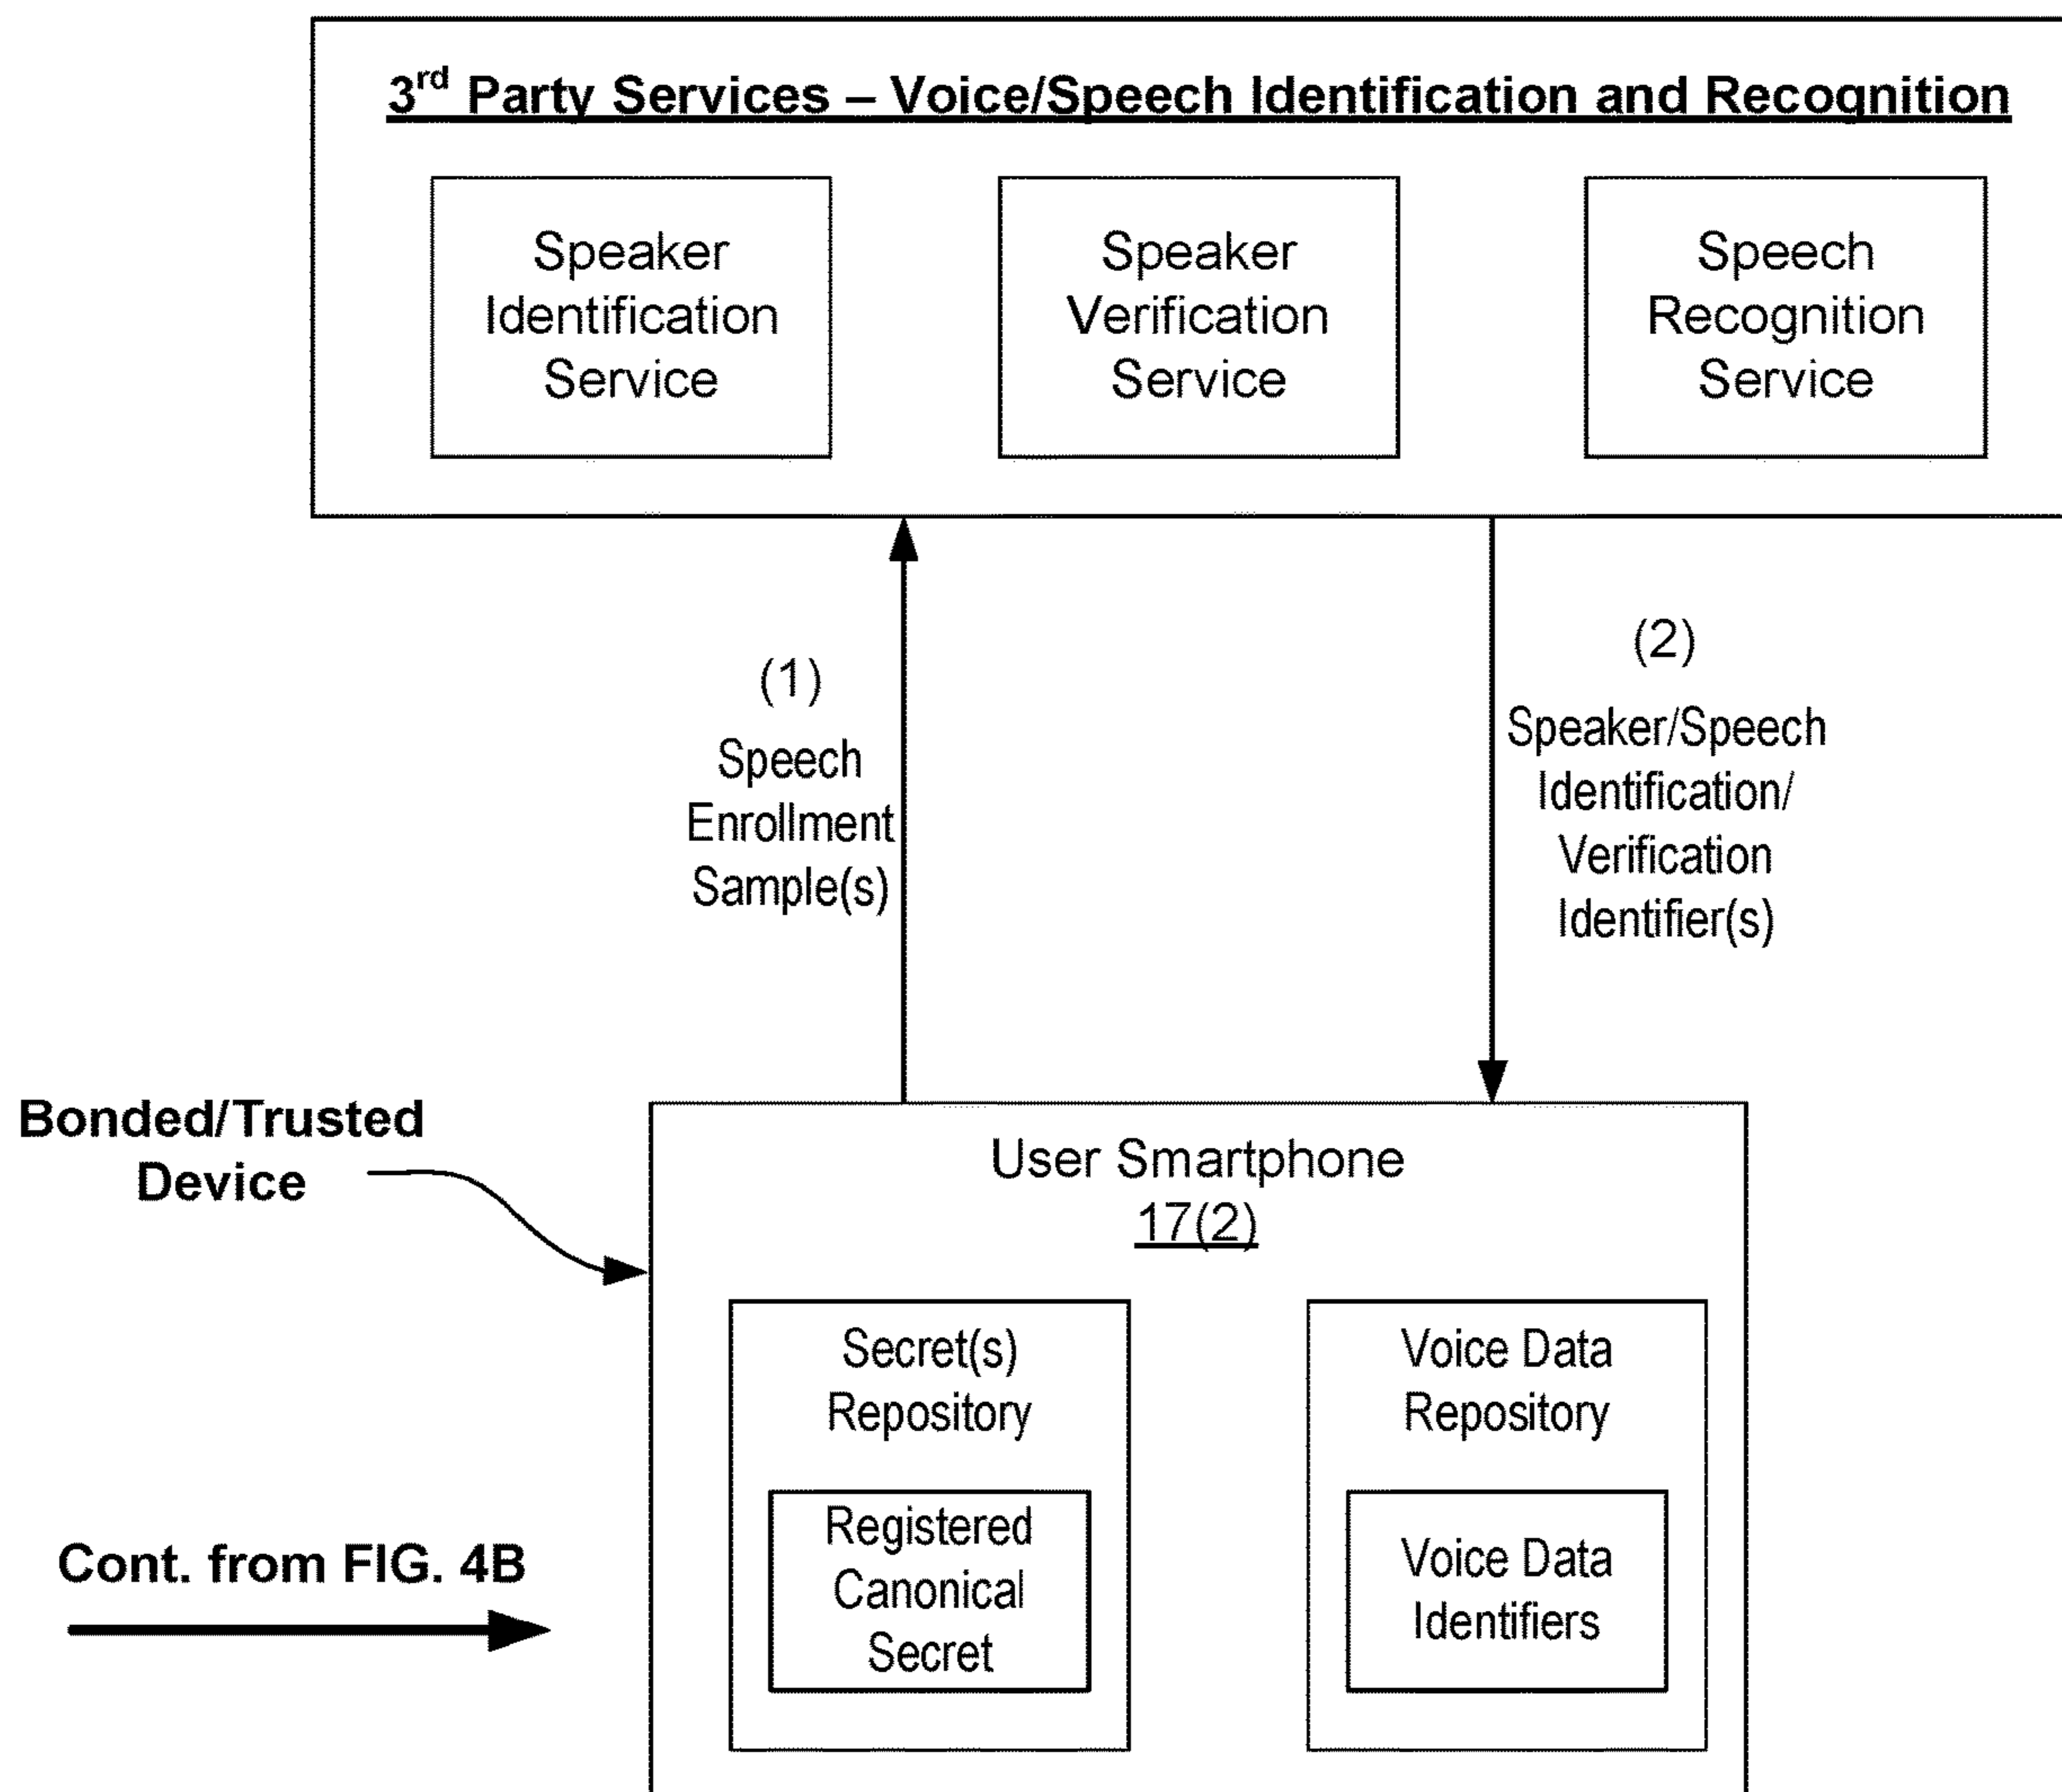 3rd Party Services – Voice/Speech Identification and Recognition
Speaker
Identification
Service
Speaker
Verification
Service
Speech
Recognition
Service
(1)
Speech
Enrollment
Sample(s)
(2)
Speaker/Speech
Identification/
Verification
Identifier(s)
Bonded/Trusted
Device
User Smartphone
17(2)
Secret(s)
Repository
Registered
Canonical
Secret
Voice Data
Repository
Voice Data
Identifiers
Cont. from FIG. 4B